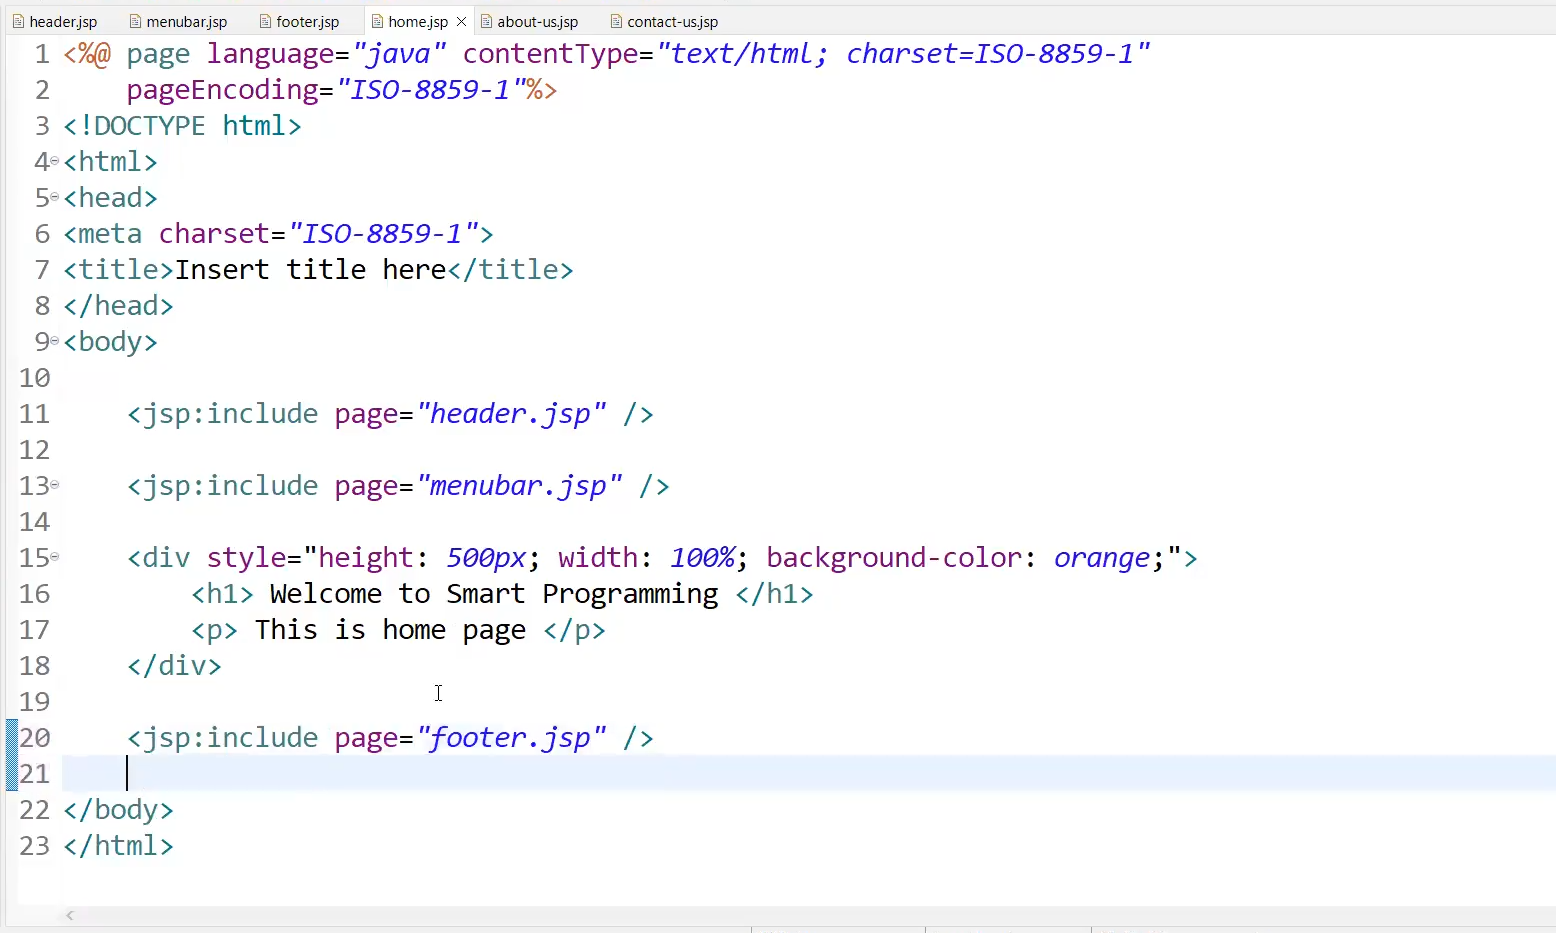 header.jsp menubar.jsp footer.jsp home.jsp about-us.jsp contact-us.jsp
1 <%@ page language="java" contentType="text/html; charset=ISO-8859-1"
2 pageEncoding="ISO-8859-1"%>
3 <!DOCTYPE html>
4 <html>
5 <head>
6 <meta charset="ISO-8859-1">
7 <title>Insert title here</title>
8 </head>
9 <body>
10
11 <jsp:include page="header.jsp" />
12
13 <jsp:include page="menubar.jsp" />
14
15 <div style="height: 500px; width: 100%; background-color: orange;">
16 <h1> Welcome to Smart Programming </h1>
17 <p> This is home page </p>
18 </div>
19
20 <jsp:include page="footer.jsp" />
21
22 </body>
23 </html>